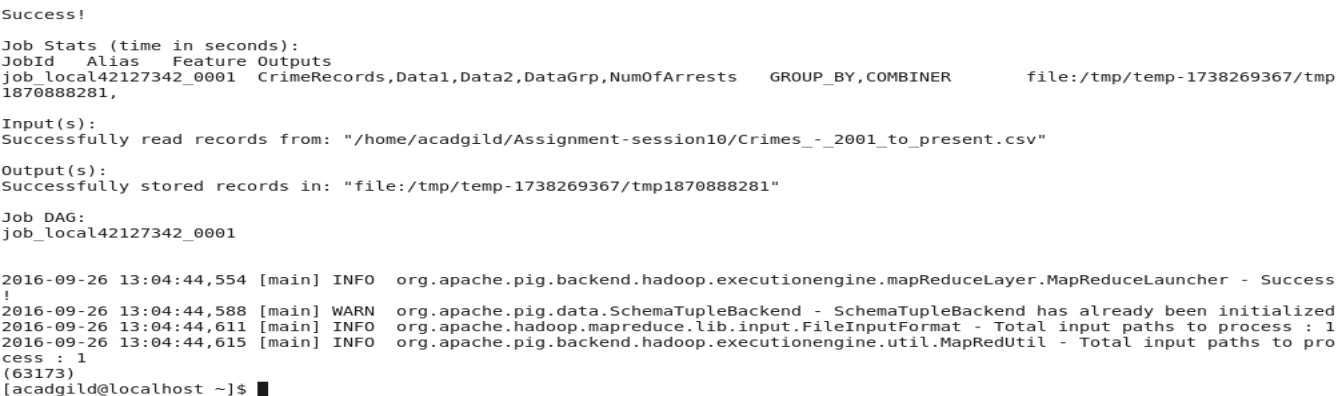 Success!
Job Stats (time in seconds):
JobId   Alias   Feature Outputs
job_local42127342_0001  CrimeRecords,Data1,Data2,DataGrp,NumOfArrests   GROUP_BY,COMBINER       file:/tmp/temp-1738269367/tmp
1870888281,
Input(s):
Successfully read records from: "/home/acadgild/Assignment-session10/Crimes_-_2001_to_present.csv"
Output(s):
Successfully stored records in: "file:/tmp/temp-1738269367/tmp1870888281"
Job DAG:
job_local42127342_0001
2016-09-26 13:04:44,554 [main] INFO  org.apache.pig.backend.hadoop.executionengine.mapReduceLayer.MapReduceLauncher - Success
!
2016-09-26 13:04:44,588 [main] WARN  org.apache.pig.data.SchemaTupleBackend - SchemaTupleBackend has already been initialized
2016-09-26 13:04:44,611 [main] INFO  org.apache.hadoop.mapreduce.lib.input.FileInputFormat - Total input paths to process : 1
2016-09-26 13:04:44,615 [main] INFO  org.apache.pig.backend.hadoop.executionengine.util.MapRedUtil - Total input paths to pro
cess : 1
(63173)
[acadgild@localhost ~]$